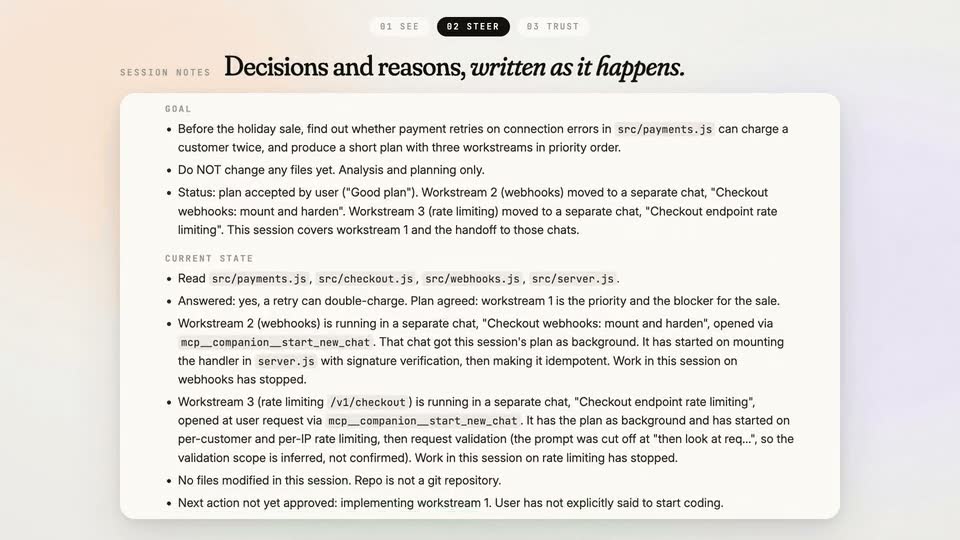 01 SEE 02 STEER 03 TRUST
SESSION NOTES Decisions and reasons, written as it happens.
GOAL
• Before the holiday sale, find out whether payment retries on connection errors in src/payments.js can charge a
customer twice, and produce a short plan with three workstreams in priority order.
• Do NOT change any files yet. Analysis and planning only.
• Status: plan accepted by user ("Good plan"). Workstream 2 (webhooks) moved to a separate chat, "Checkout
webhooks: mount and harden". Workstream 3 (rate limiting) moved to a separate chat, "Checkout endpoint rate
limiting". This session covers workstream 1 and the handoff to those chats.
CURRENT STATE
• Read src/payments.js, src/checkout.js, src/webhooks.js, src/server.js.
• Answered: yes, a retry can double-charge. Plan agreed: workstream 1 is the priority and the blocker for the sale.
• Workstream 2 (webhooks) is running in a separate chat, "Checkout webhooks: mount and harden", opened via
mcp__companion__start_new_chat. That chat got this session's plan as background. It has started on mounting
the handler in server.js with signature verification, then making it idempotent. Work in this session on
webhooks has stopped.
• Workstream 3 (rate limiting /v1/checkout) is running in a separate chat, "Checkout endpoint rate limiting",
opened at user request via mcp__companion__start_new_chat. It has the plan as background and has started on
per-customer and per-IP rate limiting, then request validation (the prompt was cut off at "then look at req…", so the
validation scope is inferred, not confirmed). Work in this session on rate limiting has stopped.
• No files modified in this session. Repo is not a git repository.
• Next action not yet approved: implementing workstream 1. User has not explicitly said to start coding.